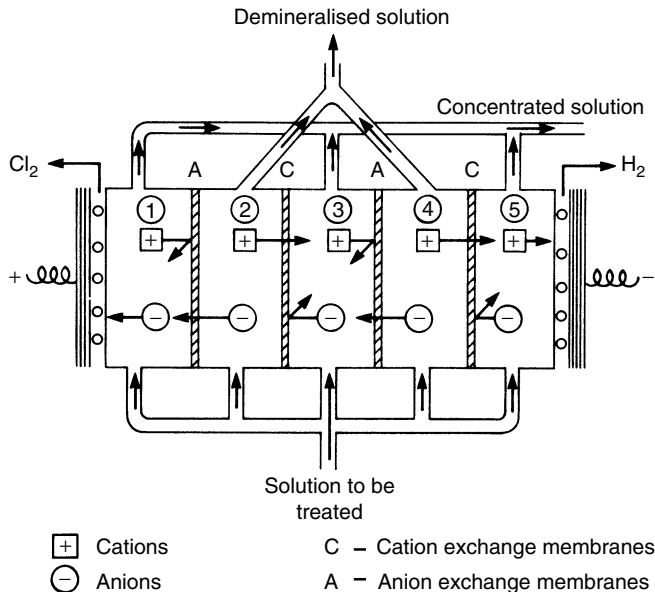 Demineralised solution
Concentrated solution
Cl₂
A
C
A
C
H₂
1
2
3
4
5
+
+
+
+
+
+
−
−
−
−
−
−
Solution to be
treated
+ Cations
C – Cation exchange membranes
− Anions
A – Anion exchange membranes